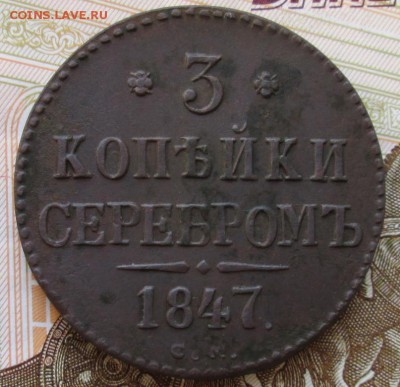 COINS.LAVE.RU
3
КОПѢЙКИ
СЕРЕБРОМЪ
1847.
С. М.